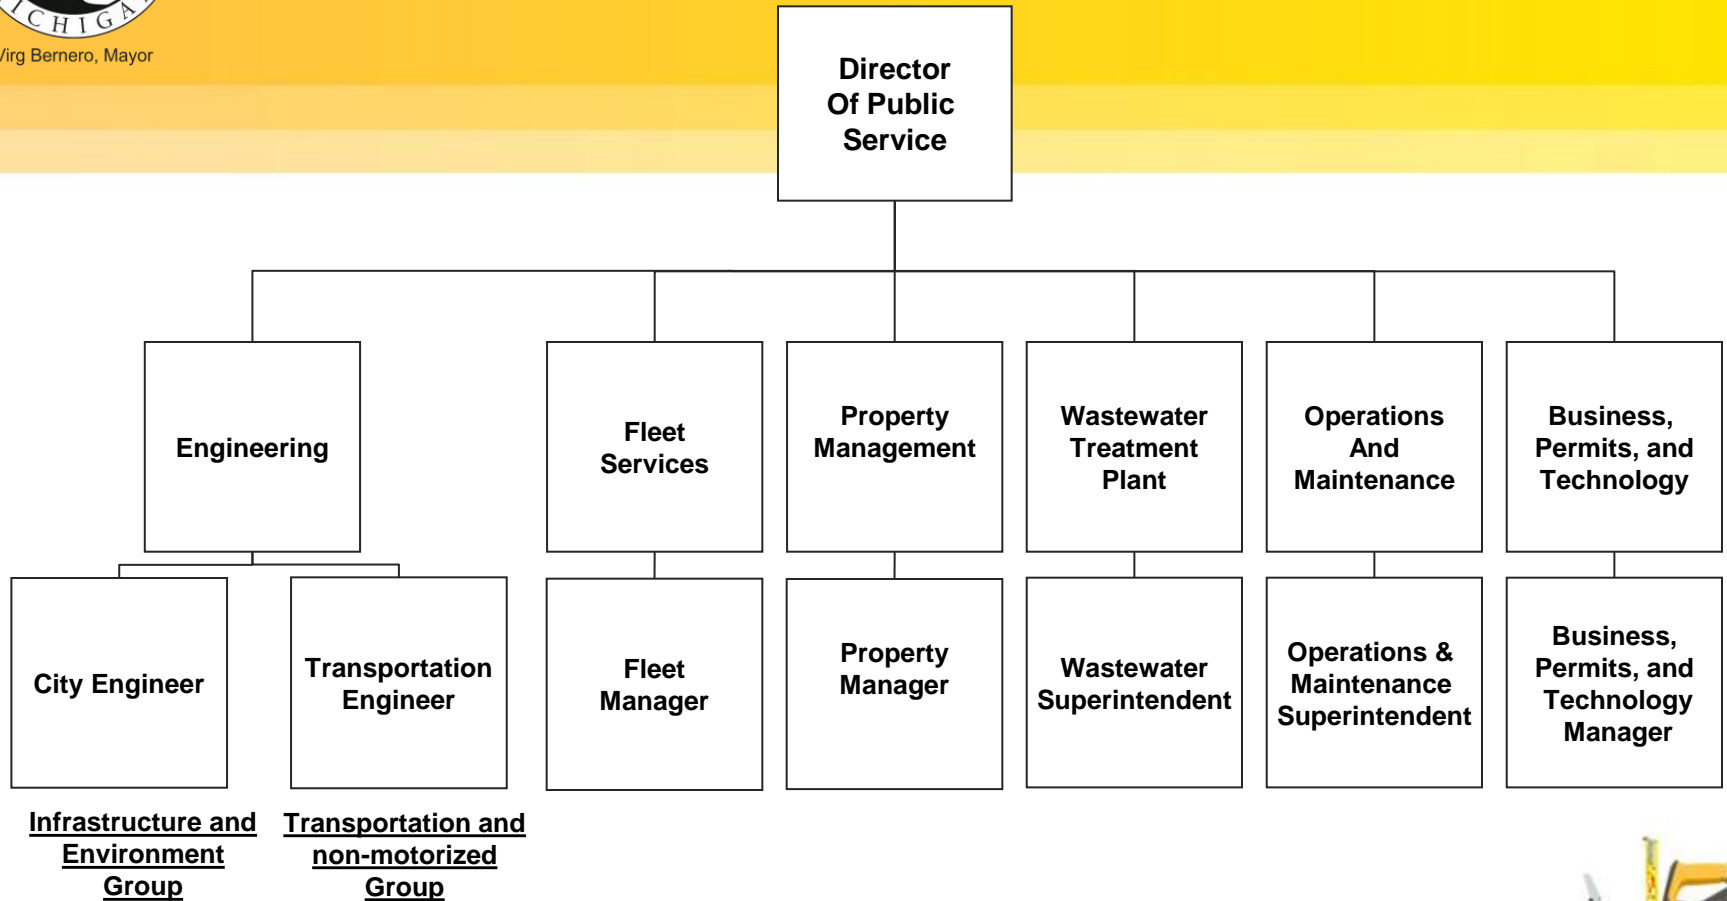 MICHIGA
Virg Bernero, Mayor
Director
Of Public
Service
Engineering
Fleet
Services
Property
Management
Wastewater
Treatment
Plant
Operations
And
Maintenance
Business,
Permits, and
Technology
City Engineer
Transportation
Engineer
Fleet
Manager
Property
Manager
Wastewater
Superintendent
Operations &
Maintenance
Superintendent
Business,
Permits, and
Technology
Manager
Infrastructure and
Environment
Group
Transportation and
non-motorized
Group